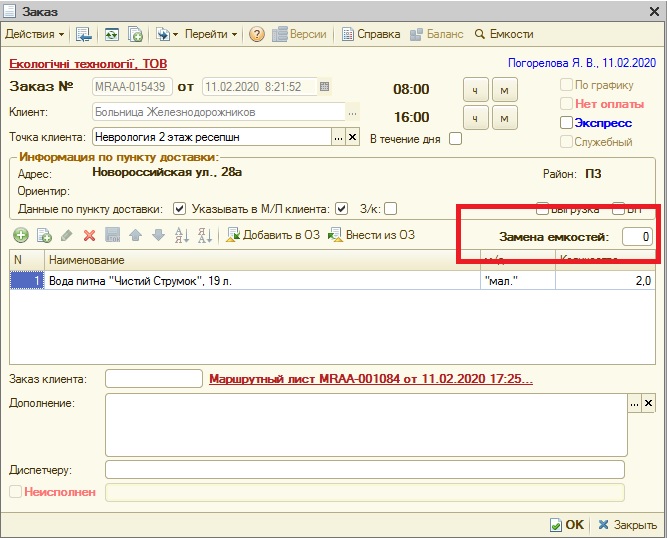 Заказ
Действия Перейти Версии Справка Баланс Емкости
Екологічні технології, ТОВ Погорелова Я. В., 11.02.2020
Заказ № MRAA-015439 от 11.02.2020 8:21:52 08:00 ч м По графику
Нет оплаты
Клиент: Больница Железнодорожников ... 16:00 ч м Экспресс
Точка клиента: Неврология 2 этаж ресепшн ... x В течение дня Служебный
Информация по пункту доставки:
Адрес: Новороссийская ул., 28а Район: ПЗ
Ориентир:
Данные по пункту доставки: Указывать в М/Л клиента: З/к: Выгрузка
Добавить в ОЗ Внести из ОЗ Замена емкостей: 0
N Наименование Количество
1 Вода питна "Чистий Струмок", 19 л. "мал." 2,0
Заказ клиента: Маршрутный лист MRAA-001084 от 11.02.2020 17:25...
Дополнение: ... x
Диспетчеру:
Неисполнен
OK Закрыть